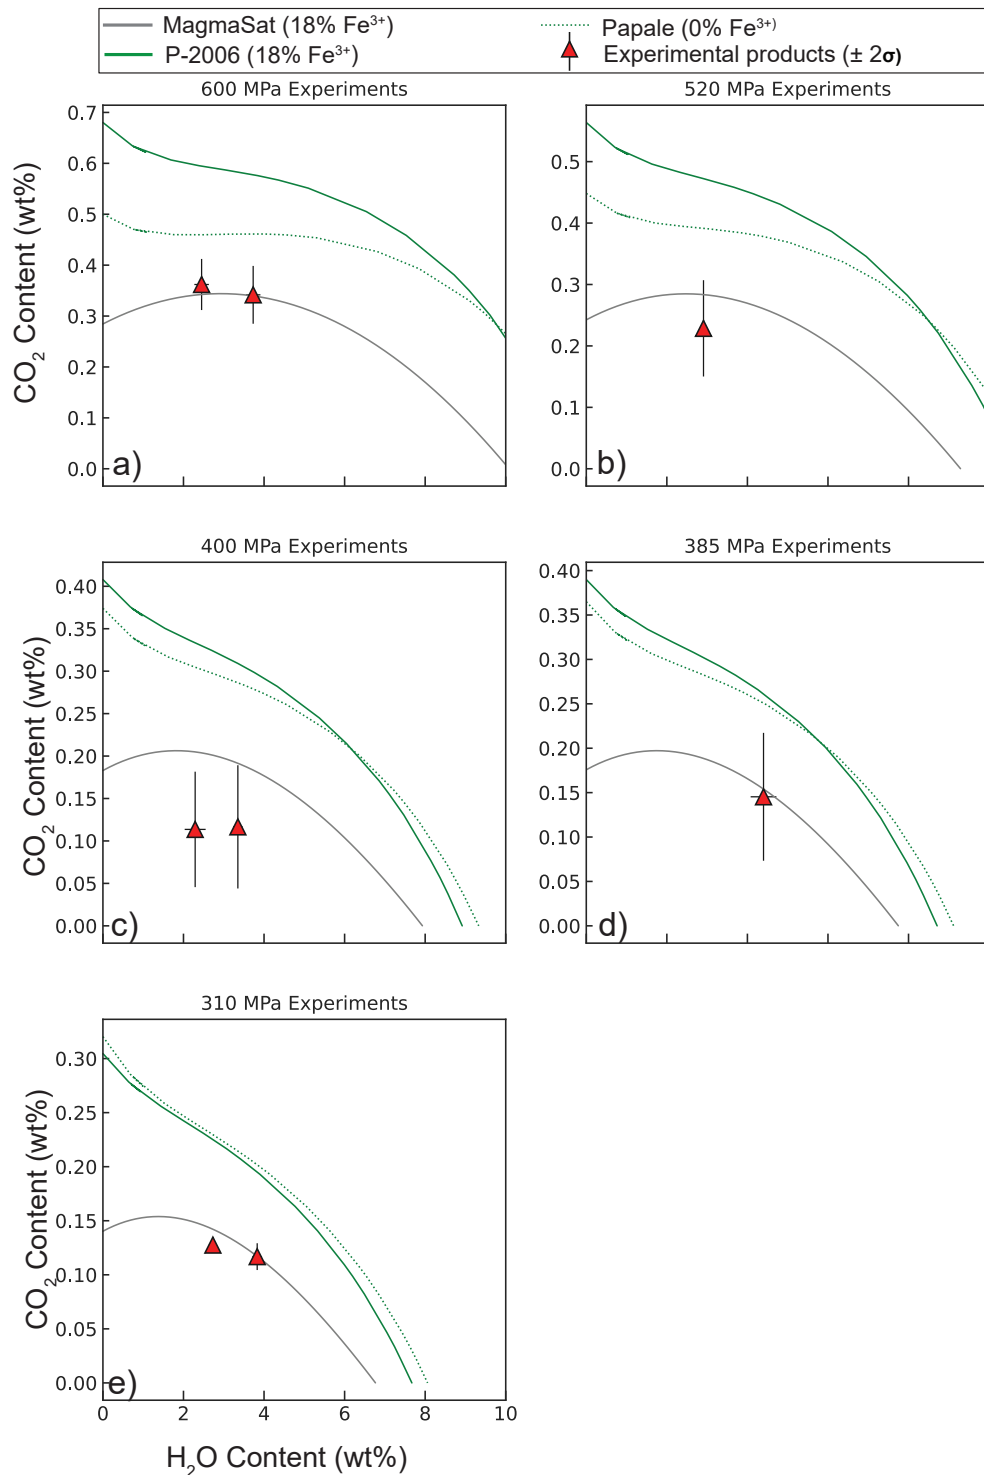 MagmaSat (18% Fe³⁺)
P-2006 (18% Fe³⁺)
Papale (0% Fe³⁺⁾
Experimental products (± 2σ)
600 MPa Experiments
0.7
0.6
0.5
0.4
0.3
0.2
0.1
0.0
CO₂ Content (wt%)
a)
520 MPa Experiments
0.5
0.4
0.3
0.2
0.1
0.0
b)
400 MPa Experiments
0.40
0.35
0.30
0.25
0.20
0.15
0.10
0.05
0.00
CO₂ Content (wt%)
c)
385 MPa Experiments
0.40
0.35
0.30
0.25
0.20
0.15
0.10
0.05
0.00
d)
310 MPa Experiments
0.30
0.25
0.20
0.15
0.10
0.05
0.00
CO₂ Content (wt%)
e)
0 2 4 6 8 10
H₂O Content (wt%)